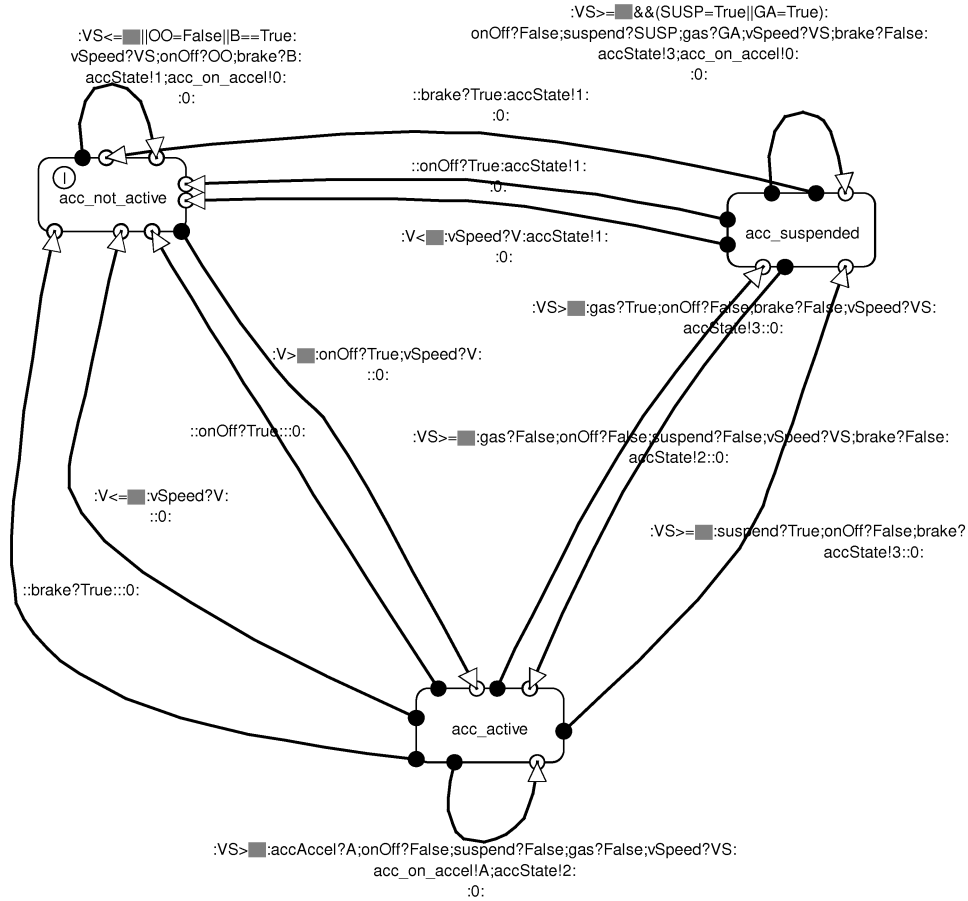 :VS>=
&&(SUSP=True||GA=True):
onOff?False;suspend?SUSP;gas?GA;vSpeed?VS;brake?False:
accState!3;acc_on_accel!0:
:0:
:VS<=
||OO=False||B==True:
vSpeed?VS;onOff?OO;brake?B:
accState!1;acc_on_accel!0:
:0:
::brake?True:accState!1:
:0:
::onOff?True:accState!1:
:0:
I
acc_not_active
acc_suspended
:V<
:vSpeed?V:accState!1:
:0:
:VS>
:gas?True;onOff?False;brake?False;vSpeed?VS:
accState!3::0:
:V>
:onOff?True;vSpeed?V:
::0:
::onOff?True:::0:
:VS>=
:gas?False;onOff?False;suspend?False;vSpeed?VS;brake?False:
accState!2::0:
:V<=
:vSpeed?V:
::0:
:VS>=
:suspend?True;onOff?False;brake?
accState!3::0:
::brake?True:::0:
acc_active
:VS>
:accAccel?A;onOff?False;suspend?False;gas?False;vSpeed?VS:
acc_on_accel!A;accState!2:
:0: